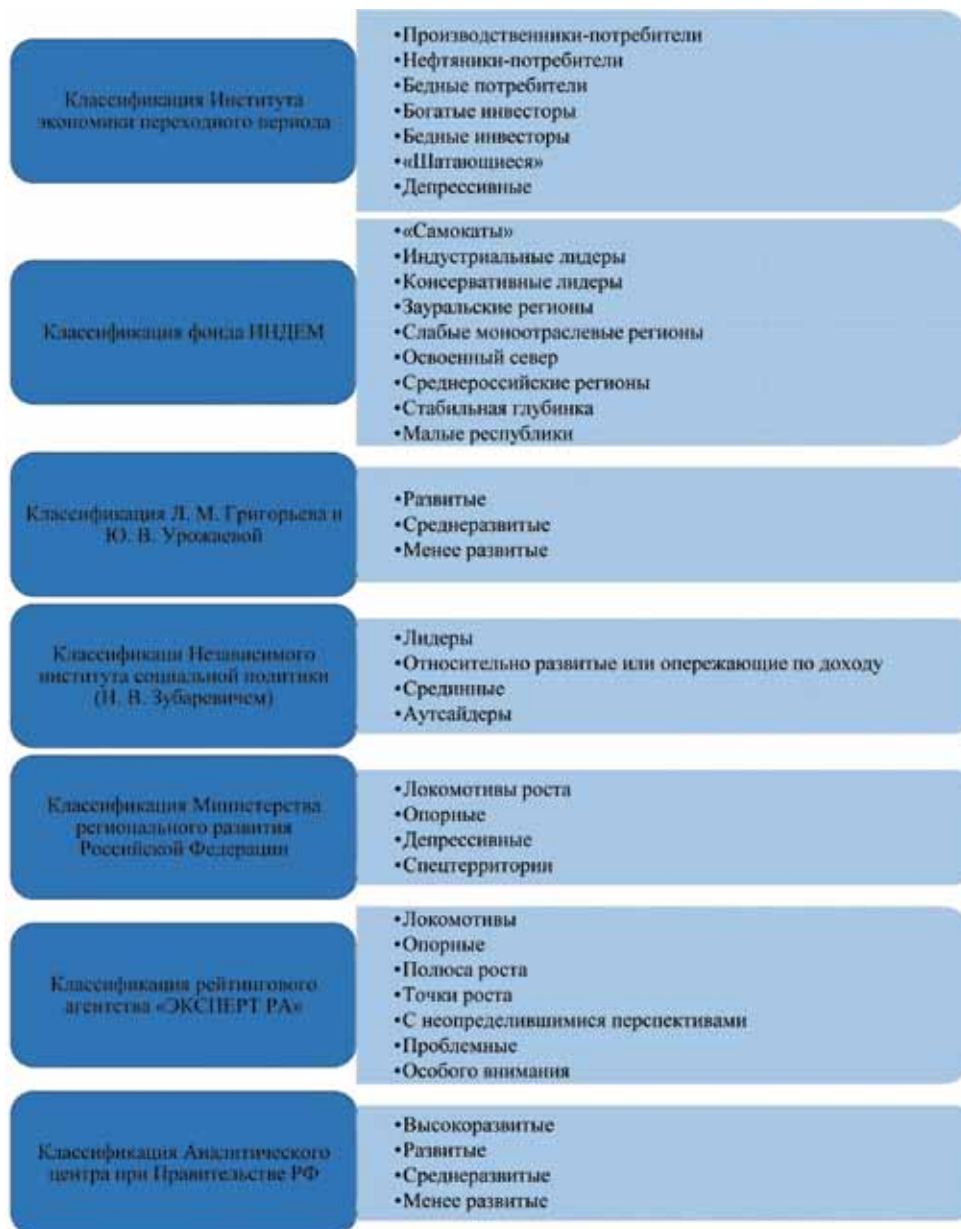 Классификация Института
экономики переходного периода
•Производственники-потребители
•Нефтяники-потребители
•Бедные потребители
•Богатые инвесторы
•Бедные инвесторы
•«Шатающиеся»
•Депрессивные
Классификация фонда ИНДЕМ
•«Самокаты»
•Индустриальные лидеры
•Консервативные лидеры
•Зауральские регионы
•Слабые моноотраслевые регионы
•Освоенный север
•Среднероссийские регионы
•Стабильная глубинка
•Малые республики
Классификация Л. М. Григорьева и
Ю. В. Урожаевой
•Развитые
•Среднеразвитые
•Менее развитые
Классификаци Независимого
института социальной политики
(Н. В. Зубаревичем)
•Лидеры
•Относительно развитые или опережающие по доходу
•Срединные
•Аутсайдеры
Классификация Министерства
регионального развития
Российской Федерации
•Локомотивы роста
•Опорные
•Депрессивные
•Спецтерритории
Классификация рейтингового
агентства «ЭКСПЕРТ РА»
•Локомотивы
•Опорные
•Полюса роста
•Точки роста
•С неопределившимися перспективами
•Проблемные
•Особого внимания
Классификация Аналитического
центра при Правительстве РФ
•Высокоразвитые
•Развитые
•Среднеразвитые
•Менее развитые